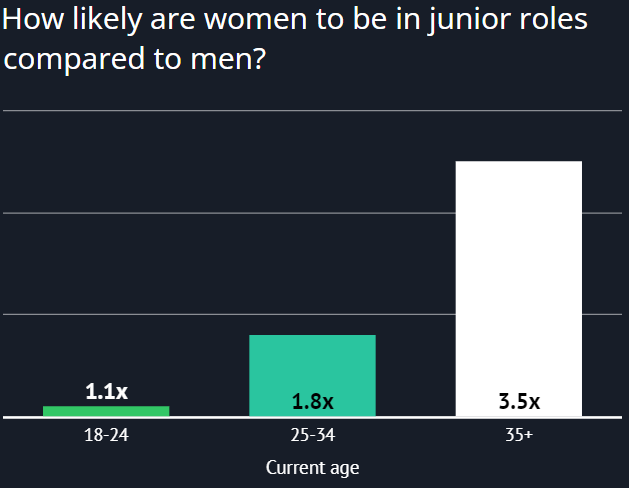 How likely are women to be in junior roles
compared to men?
1.1x
1.8x
3.5x
18-24
25-34
35+
Current age